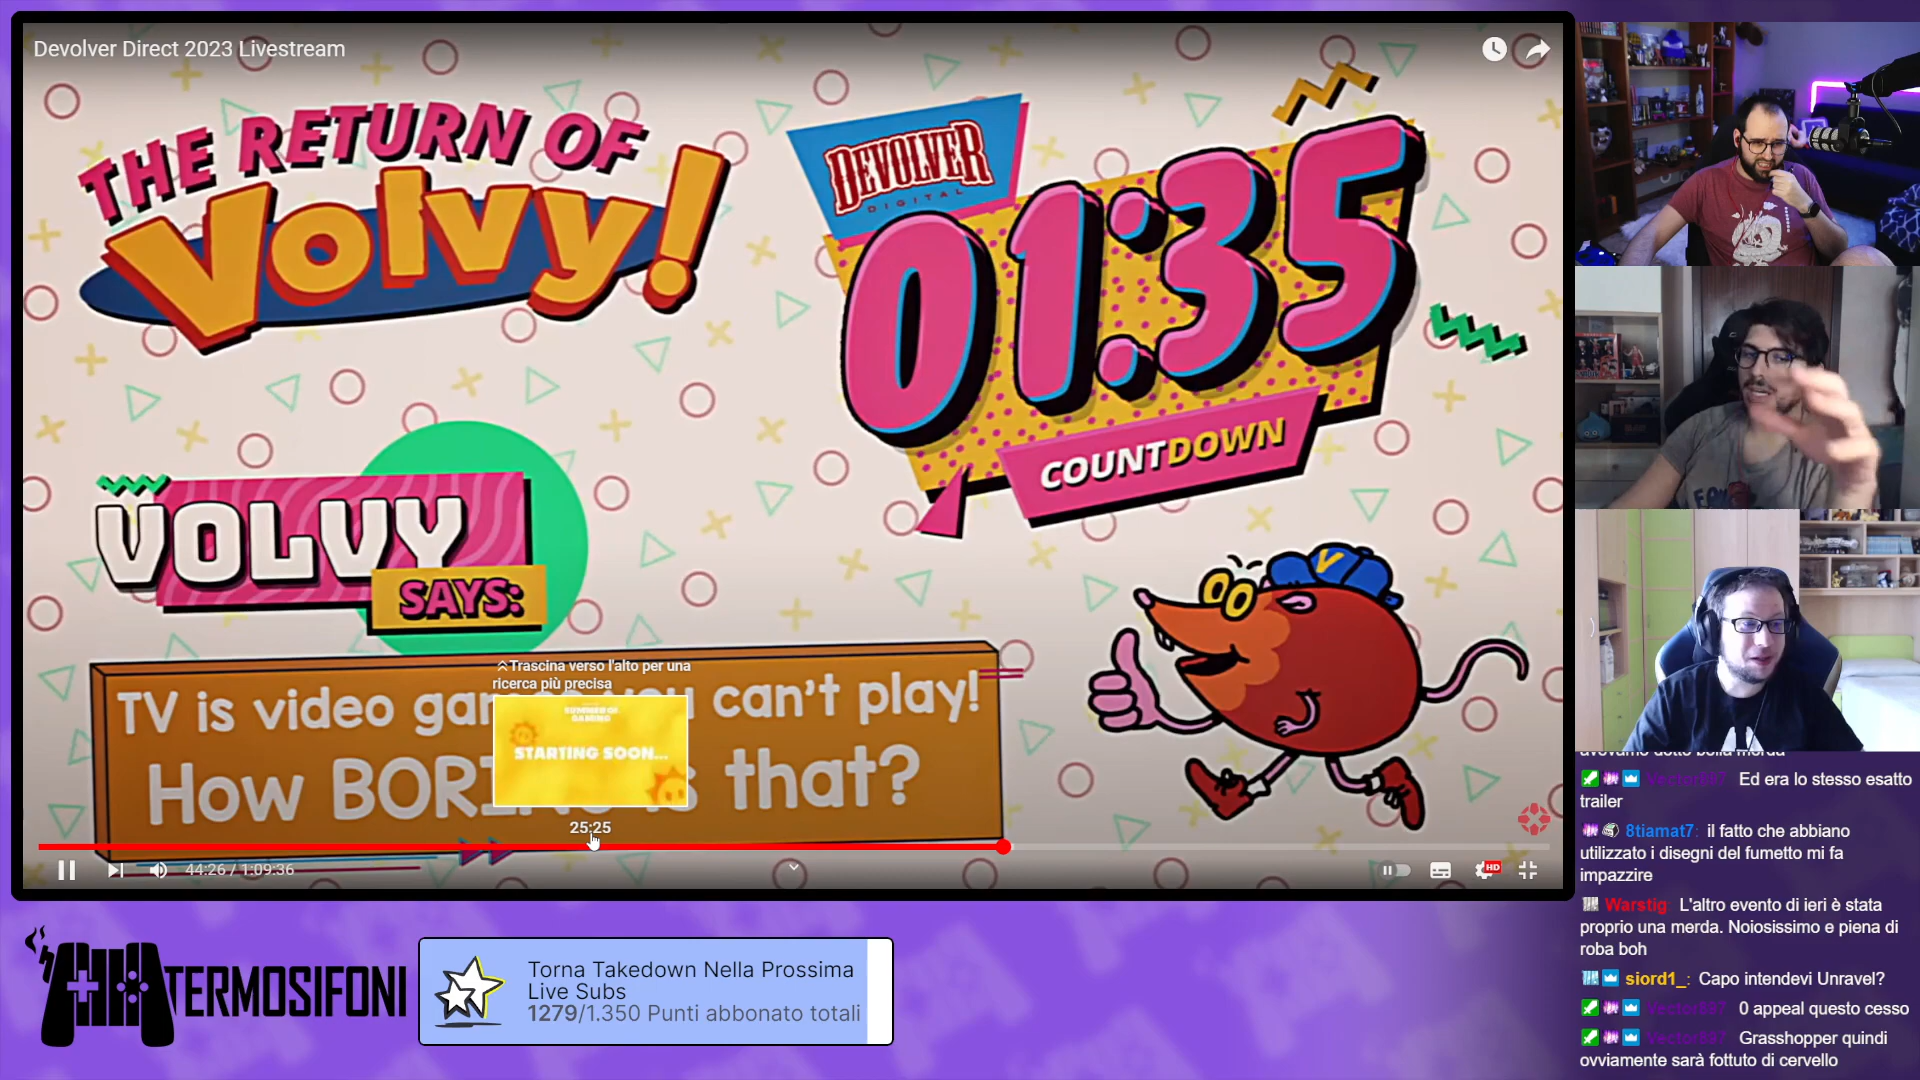 Devolver Direct 2023 Livestream
THE RETURN OF
Volvy!
DEVOLVER
DIGITAL
01:35
COUNTDOWN
VOLVY
SAYS:
V
TV is video can't play!
How that?
Trascina verso l'alto per una
ricerca più precisa
SUMMER OF
GAMING
STARTING SOON...
25:25
44:26 / 1:09:36
HD
TERMOSIFONI
Torna Takedown Nella Prossima
Live Subs
1279/1.350 Punti abbonato totali
Ed era lo stesso esatto
trailer
8tiamat7: il fatto che abbiano
utilizzato i disegni del fumetto mi fa
impazzire
Warstig: L'altro evento di ieri è stata
proprio una merda. Noiosissimo e piena di
roba boh
siord1_: Capo intendevi Unravel?
0 appeal questo cesso
Grasshopper quindi
ovviamente sarà fottuto di cervello